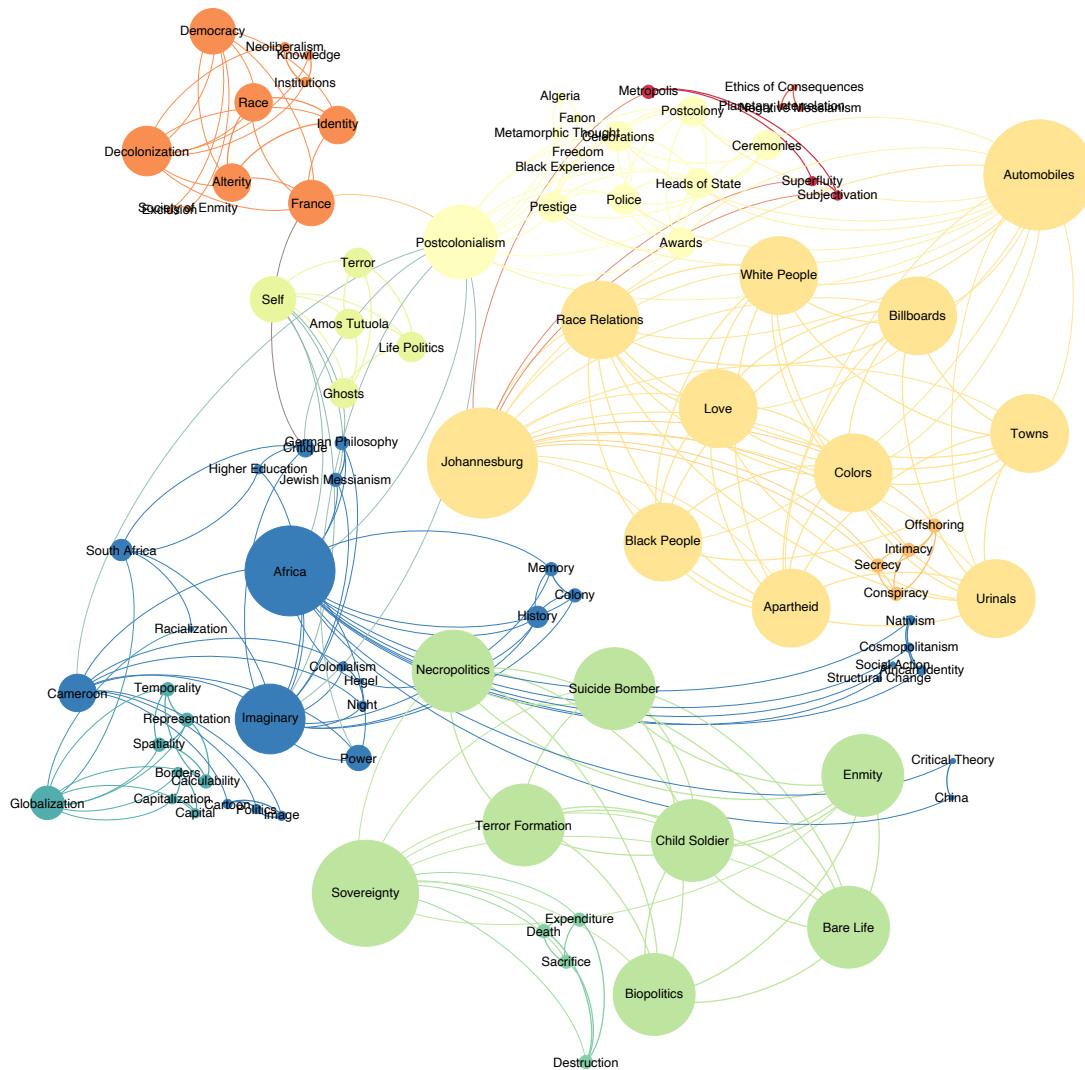 Democracy
Neoliberalism
Knowledge
Institutions
Race
Identity
Decolonization
Alterity
Society of Enmity
Exclusion
France
Metropolis
Ethics of Consequences
Planetary Interrelation
Negative Messianism
Algeria
Postcolony
Fanon
Metamorphic Thought
Celebrations
Ceremonies
Freedom
Black Experience
Heads of State
Superfluity
Subjectivation
Automobiles
Prestige
Police
Postcolonialism
Awards
Terror
White People
Self
Amos Tutuola
Race Relations
Billboards
Life Politics
Ghosts
Love
Towns
German Philosophy
Critique
Higher Education
Jewish Messianism
Johannesburg
Colors
Offshoring
South Africa
Black People
Intimacy
Secrecy
Africa
Memory
Colony
Conspiracy
Apartheid
Urinals
History
Nativism
Racialization
Cosmopolitanism
Colonialism
Hegel
Necropolitics
Social Action
African Identity
Structural Change
Cameroon
Temporality
Suicide Bomber
Night
Representation
Imaginary
Spatiality
Power
Borders
Calculability
Critical Theory
Enmity
Globalization
Capitalization
Capital
Cartoon
Politics
Image
China
Terror Formation
Child Soldier
Sovereignty
Expenditure
Death
Bare Life
Sacrifice
Biopolitics
Destruction